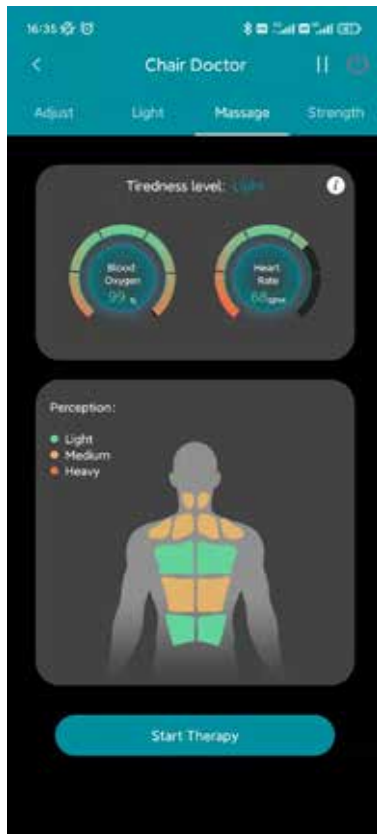 16:35
Chair Doctor
Adjust Light Massage Strength
Tiredness level: Light
Blood Oxygen
99 %
Heart Rate
68 BPM
Perception:
Light
Medium
Heavy
Start Therapy